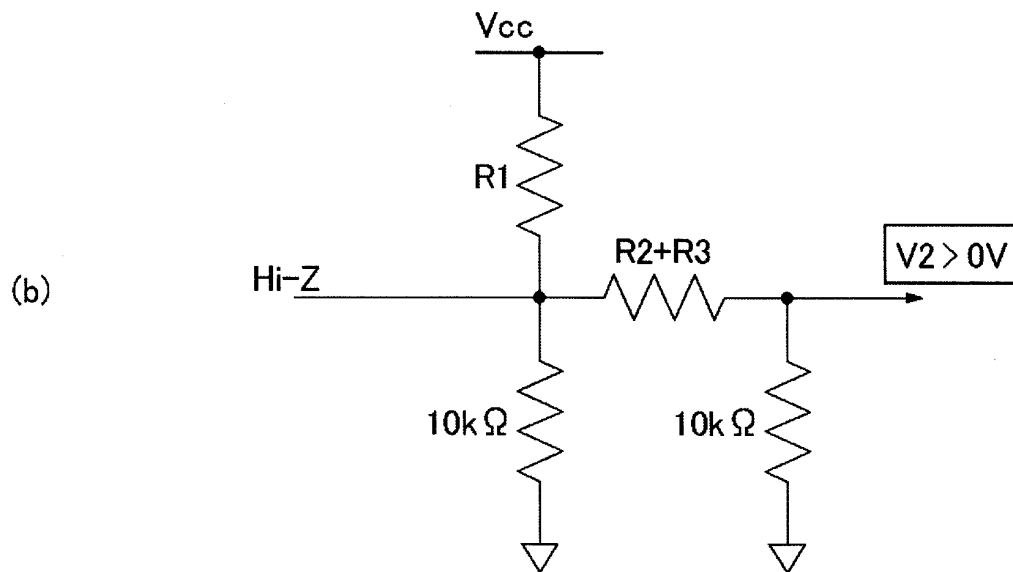 Vcc
R1
R2+R3
V2>0V
(b)
Hi-Z
10kΩ
10kΩ